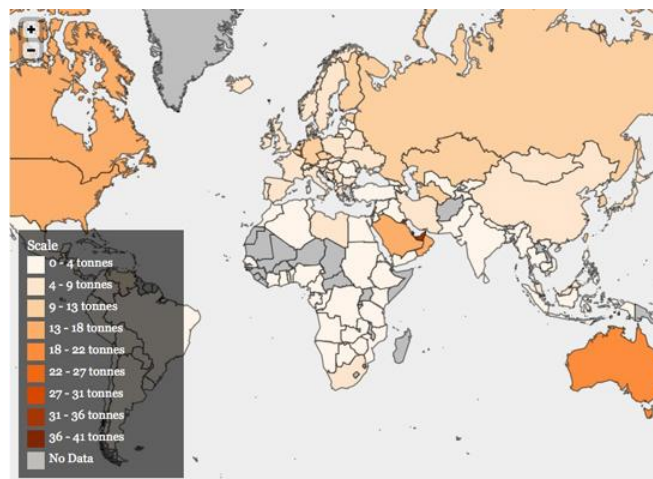 +
-
Scale
0 - 4 tonnes
4 - 9 tonnes
9 - 13 tonnes
13 - 18 tonnes
18 - 22 tonnes
22 - 27 tonnes
27 - 31 tonnes
31 - 36 tonnes
36 - 41 tonnes
No Data